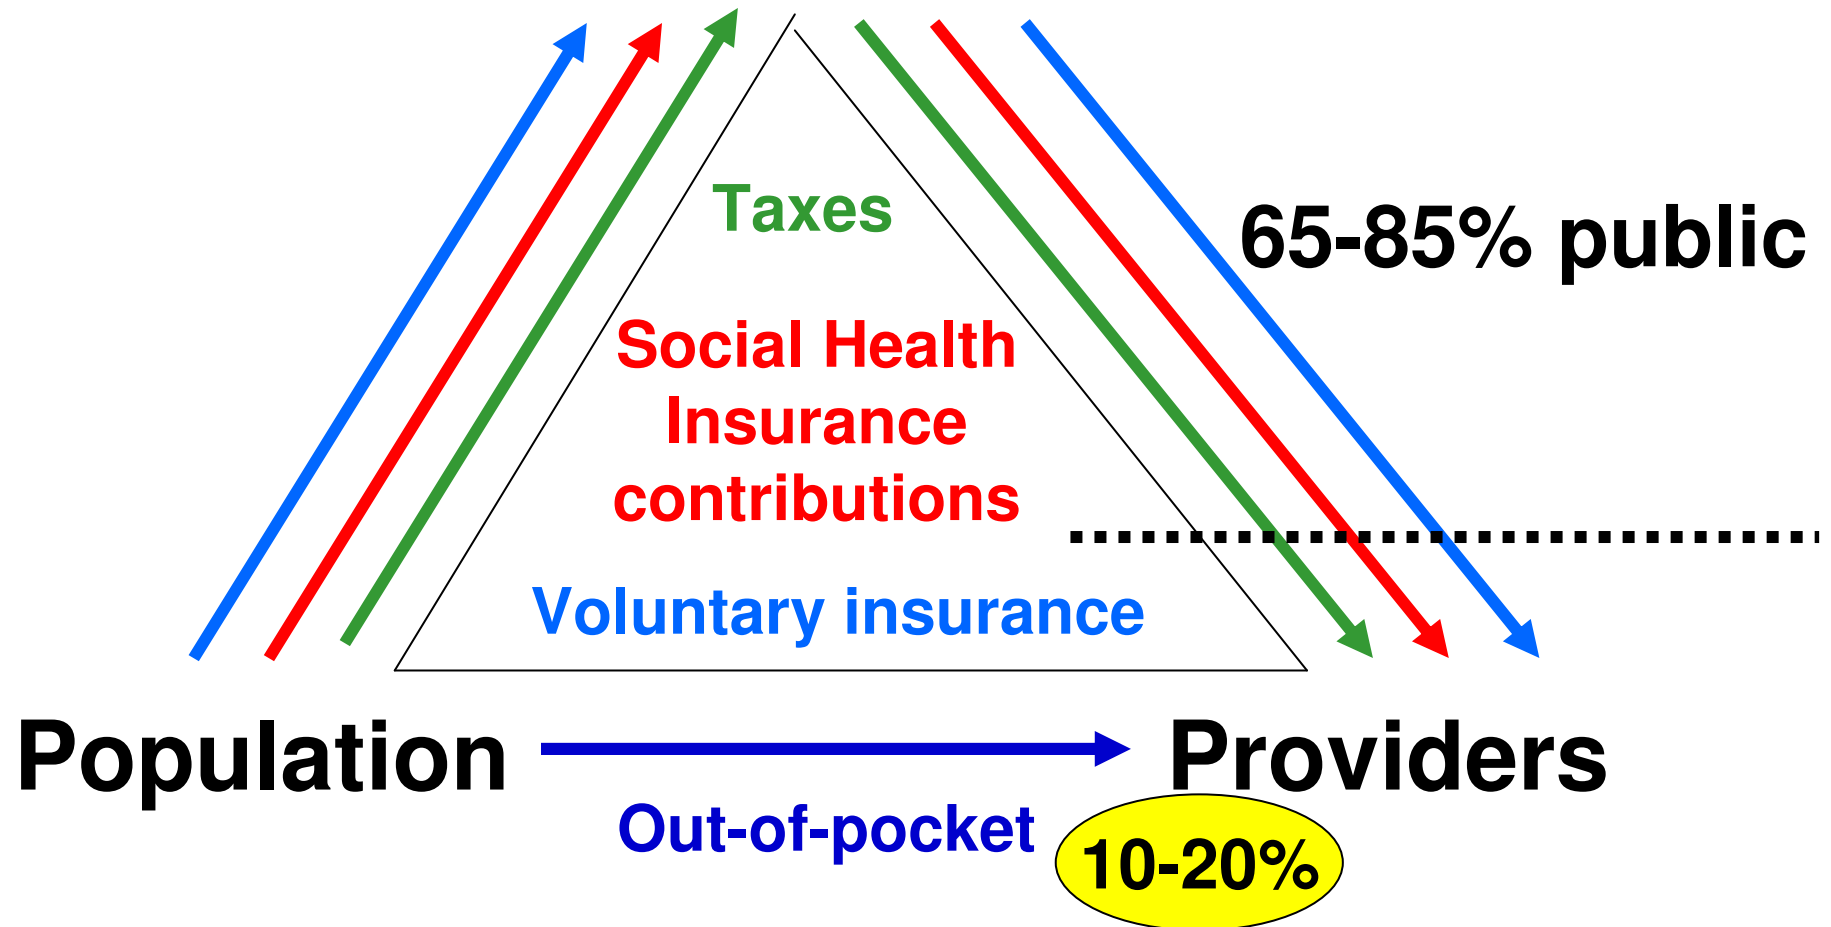 Taxes
65-85% public
Social Health
Insurance
contributions
Voluntary insurance
Population
Providers
Out-of-pocket
10-20%